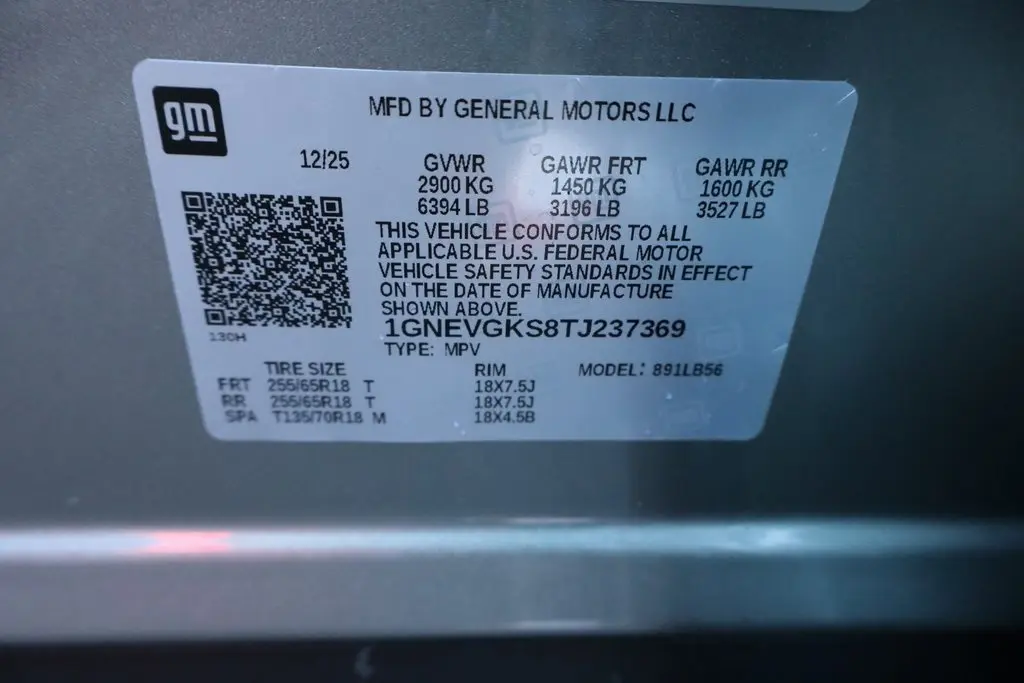 gm
MFD BY GENERAL MOTORS LLC
12/25 GVWR GAWR FRT GAWR RR
2900 KG 1450 KG 1600 KG
6394 LB 3196 LB 3527 LB
THIS VEHICLE CONFORMS TO ALL
APPLICABLE U.S. FEDERAL MOTOR
VEHICLE SAFETY STANDARDS IN EFFECT
ON THE DATE OF MANUFACTURE
SHOWN ABOVE.
1GNEVGKS8TJ237369
130H
TYPE: MPV
TIRE SIZE RIM MODEL: 891LB56
FRT 255/65R18 T 18X7.5J
RR 255/65R18 T 18X7.5J
SPA T135/70R18 M 18X4.5B